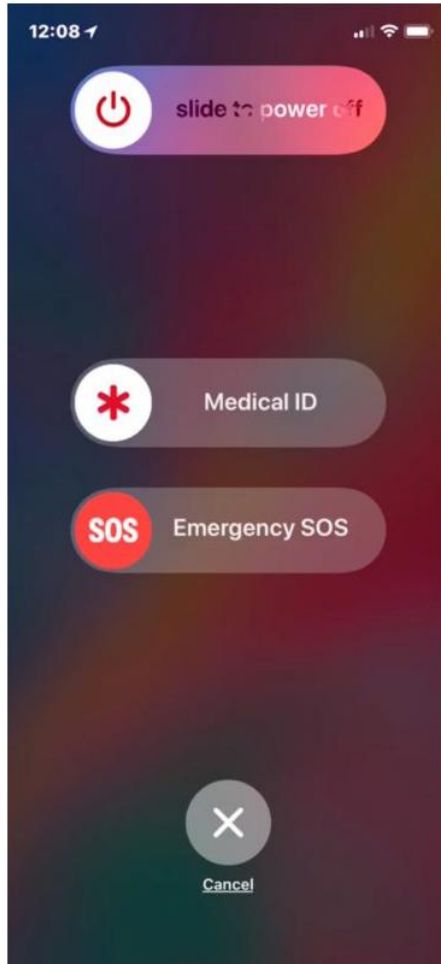 12:08
slide to power off
Medical ID
SOS Emergency SOS
Cancel